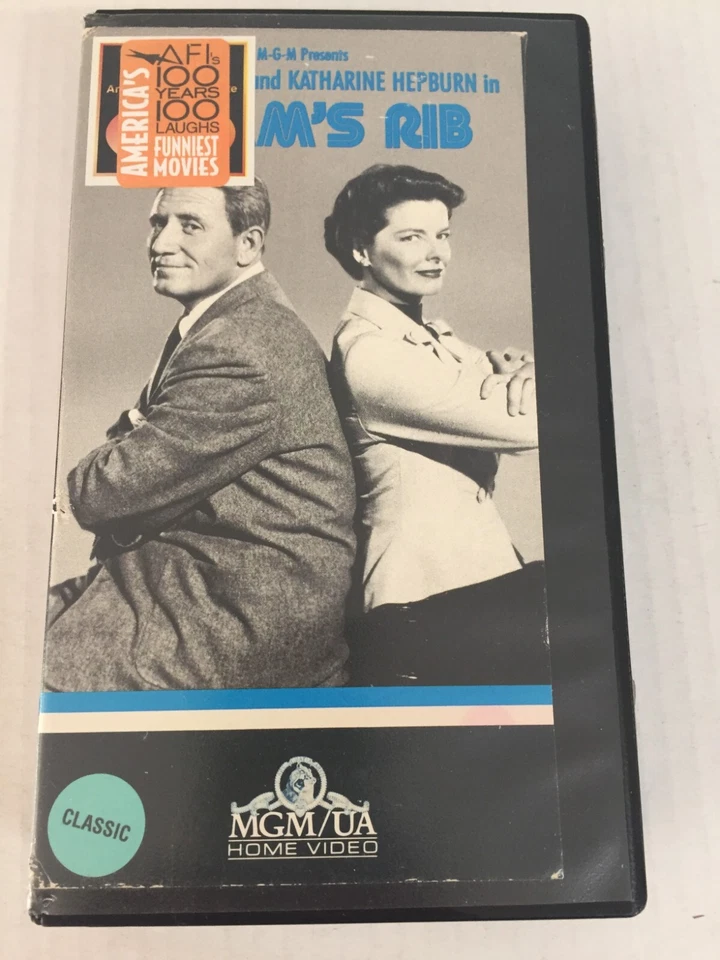 AMERICA'S
AFI's
100
YEARS
100
LAUGHS
FUNNIEST
MOVIES
M-G-M Presents
and KATHARINE HEPBURN in
M'S RIB
CLASSIC
MGM/UA
HOME VIDEO